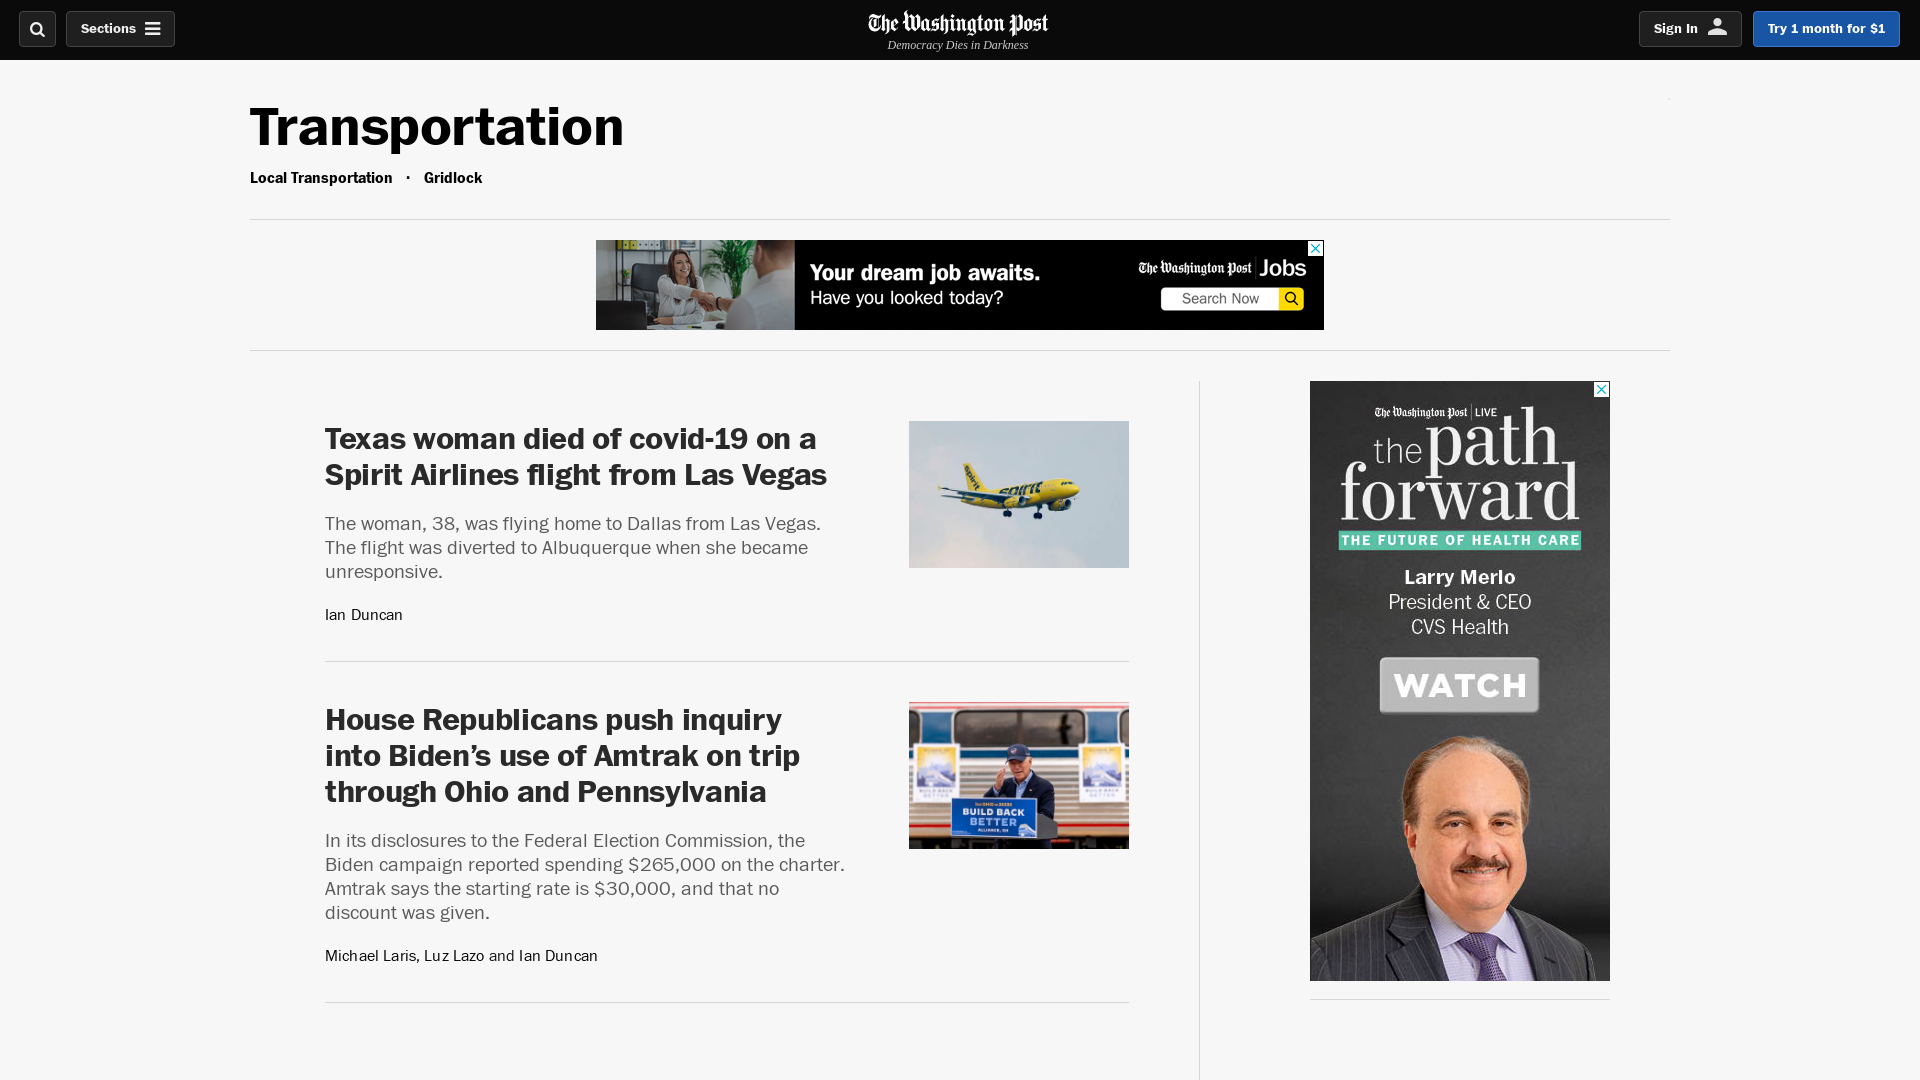 Sections
The Washington Post
Democracy Dies in Darkness
Sign In
Try 1 month for $1
Transportation
Local Transportation · Gridlock
Your dream job awaits.
Have you looked today?
The Washington Post Jobs
Search Now
Texas woman died of covid-19 on a
Spirit Airlines flight from Las Vegas
The woman, 38, was flying home to Dallas from Las Vegas.
The flight was diverted to Albuquerque when she became
unresponsive.
Ian Duncan
spirit
spirit
House Republicans push inquiry
into Biden’s use of Amtrak on trip
through Ohio and Pennsylvania
In its disclosures to the Federal Election Commission, the
Biden campaign reported spending $265,000 on the charter.
Amtrak says the starting rate is $30,000, and that no
discount was given.
Michael Laris, Luz Lazo and Ian Duncan
BUILD BACK
BETTER
ALLIANCE, OH
The Washington Post LIVE
the path
forward
THE FUTURE OF HEALTH CARE
Larry Merlo
President & CEO
CVS Health
WATCH